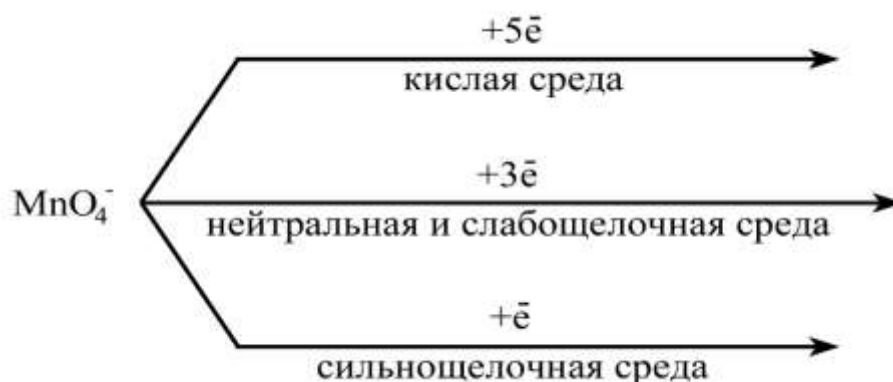 +5ē
кислая среда
MnO₄⁻
+3ē
нейтральная и слабощелочная среда
+ē
сильнощелочная среда